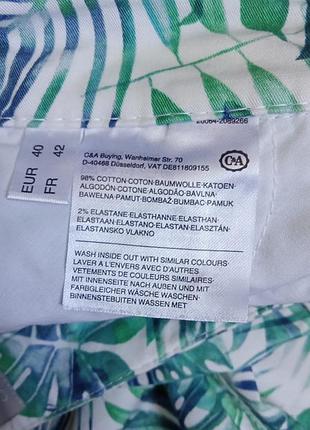 20064-2089266
EUR 40
FR 42
C&A Buying, Wanheimer Str. 70
D-40468 Düsseldorf, VAT DE811809155
C&A
98% COTTON-COTON-BAUMWOLLE-KATOEN-
ALGODÓN-COTONE ALGODÃO-BAVLNA-
BAWEŁNA-PAMUT-BOMBAŽ-BUMBAC-PAMUK
2% ELASTANE-ELASTHANNE-ELASTHAN-
ELASTAAN-ELASTANO-ELASTAN-ELASZTÁN-
ELASTANSKO VLAKNO
WASH INSIDE OUT WITH SIMILAR COLOURS-
LAVER A L'ENVERS AVEC D'AUTRES
VETEMENTS DE COULEURS SIMILAIRES
MIT INNENSEITE NACH AUSSEN UND MIT
FARBGLEICHER WÄSCHE WASCHEN-
BINNENSTEBUITEN WASSEN MET